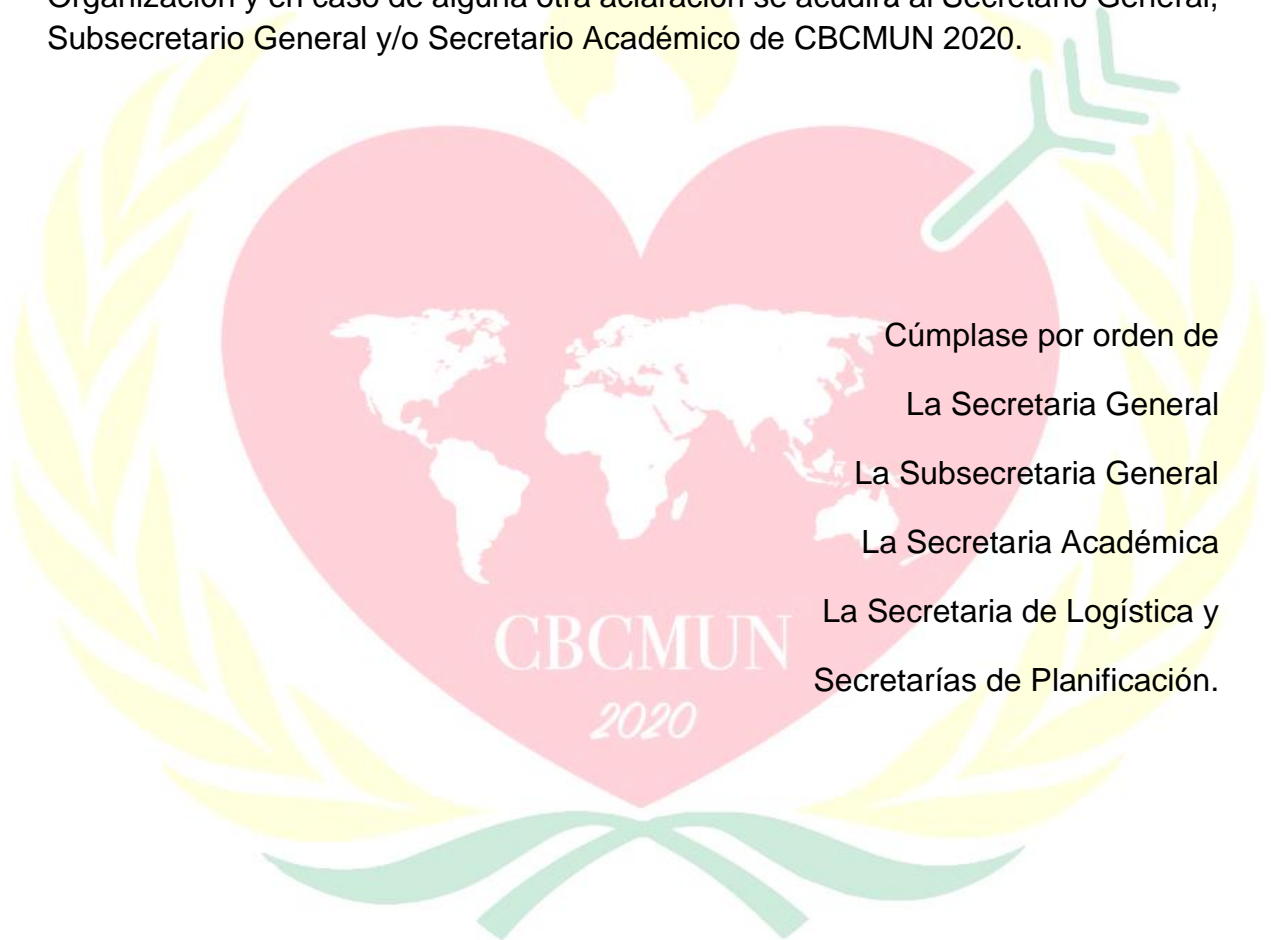 Organización y en caso de alguna otra aclaración se acudirá al Secretario General,
Subsecretario General y/o Secretario Académico de CBCMUN 2020.
Cúmplase por orden de
La Secretaria General
La Subsecretaria General
La Secretaria Académica
La Secretaria de Logística y
Secretarías de Planificación.
CBCMUN
2020